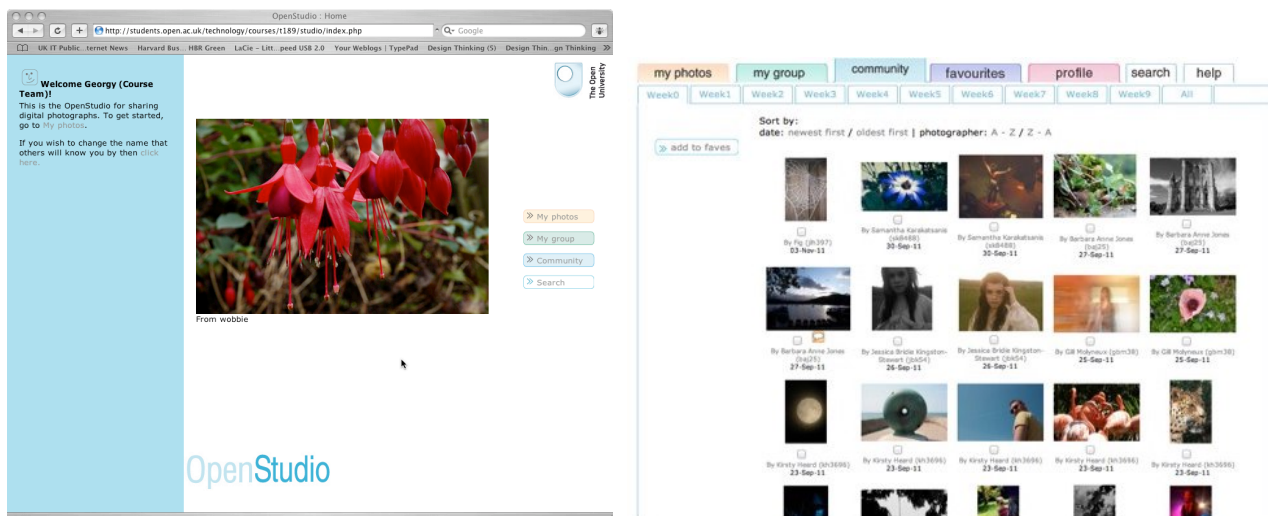 OpenStudio : Home
http://students.open.ac.uk/technology/courses/t189/studio/index.php
Google
UK IT Public...ternet News Harvard Bus... HBR Green LaCie – Litt...peed USB 2.0 Your Weblogs | TypePad Design Thinking (5) Design Thin...gn Thinking
Welcome Georgy (Course
Team)!
This is the OpenStudio for sharing
digital photographs. To get started,
go to My photos.
If you wish to change the name that
others will know you by then click
here.
The Open
University
From wobbie
» My photos
» My group
» Community
» Search
OpenStudio
my photos my group community favourites profile search help
Week0 Week1 Week2 Week3 Week4 Week5 Week6 Week7 Week8 Week9 All
Sort by:
date: newest first / oldest first | photographer: A - Z / Z - A
» add to faves
By Fig (jh397)
03-Nov-11
By Samantha Karakatsanis
(sk8488)
30-Sep-11
By Samantha Karakatsanis
(sk8488)
30-Sep-11
By Barbara Anne Jones
(baj25)
27-Sep-11
By Barbara Anne Jones
(baj25)
27-Sep-11
By Barbara Anne Jones
(baj25)
27-Sep-11
By Jessica Bridie Kingston-
Stewart (jbk54)
26-Sep-11
By Jessica Bridie Kingston-
Stewart (jbk54)
26-Sep-11
By Gill Molyneux (gbm38)
25-Sep-11
By Gill Molyneux (gbm38)
25-Sep-11
By Kirsty Heard (kh3696)
23-Sep-11
By Kirsty Heard (kh3696)
23-Sep-11
By Kirsty Heard (kh3696)
23-Sep-11
By Kirsty Heard (kh3696)
23-Sep-11
By Kirsty Heard (kh3696)
23-Sep-11